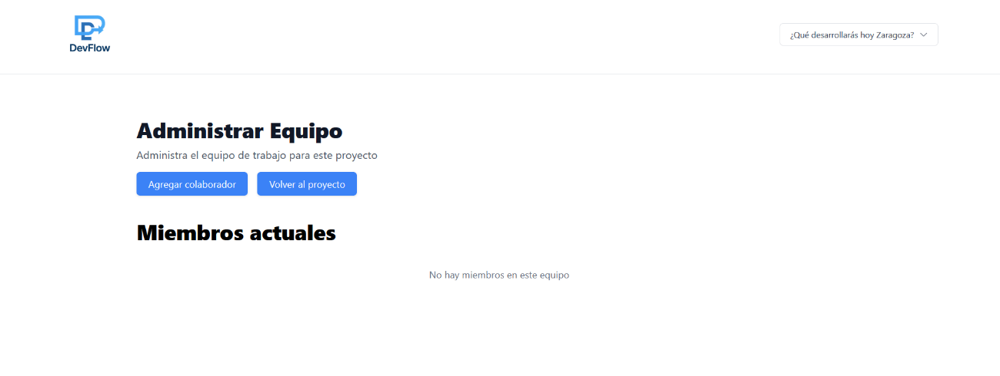 DevFlow
¿Qué desarrollarás hoy Zaragoza?
Administrar Equipo
Administra el equipo de trabajo para este proyecto
Agregar colaborador
Volver al proyecto
Miembros actuales
No hay miembros en este equipo